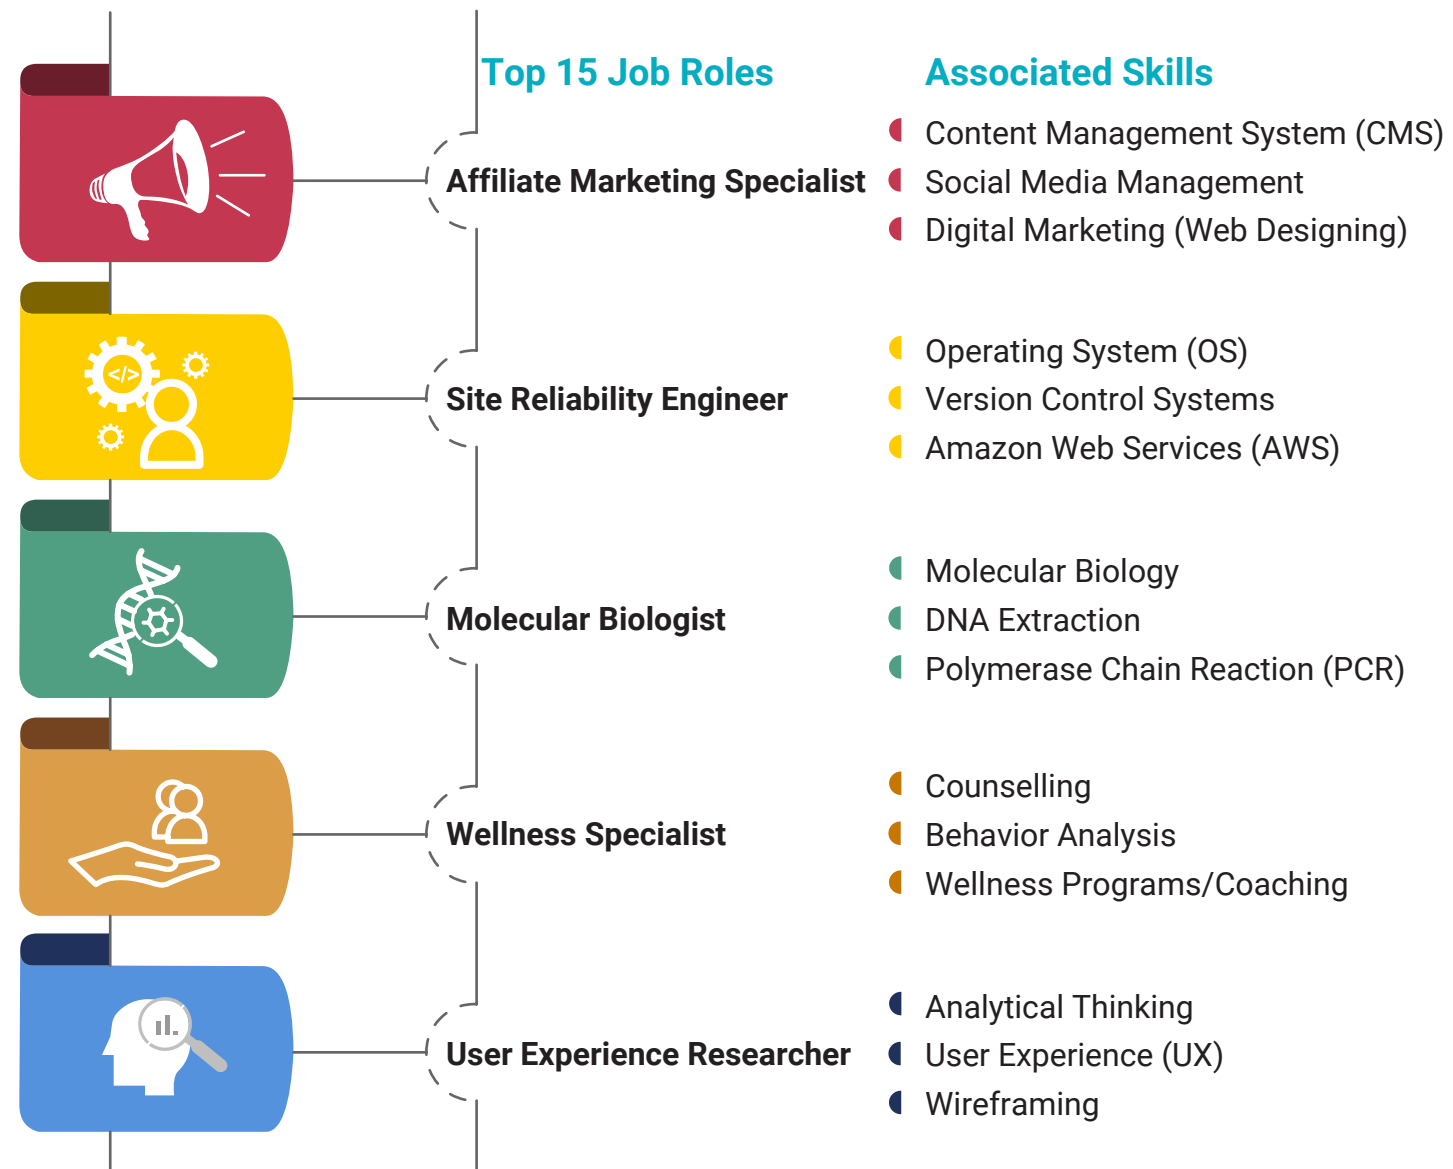 Top 15 Job Roles
Associated Skills
Affiliate Marketing Specialist
Content Management System (CMS)
Social Media Management
Digital Marketing (Web Designing)
</>
Site Reliability Engineer
Operating System (OS)
Version Control Systems
Amazon Web Services (AWS)
Molecular Biologist
Molecular Biology
DNA Extraction
Polymerase Chain Reaction (PCR)
Wellness Specialist
Counselling
Behavior Analysis
Wellness Programs/Coaching
User Experience Researcher
Analytical Thinking
User Experience (UX)
Wireframing